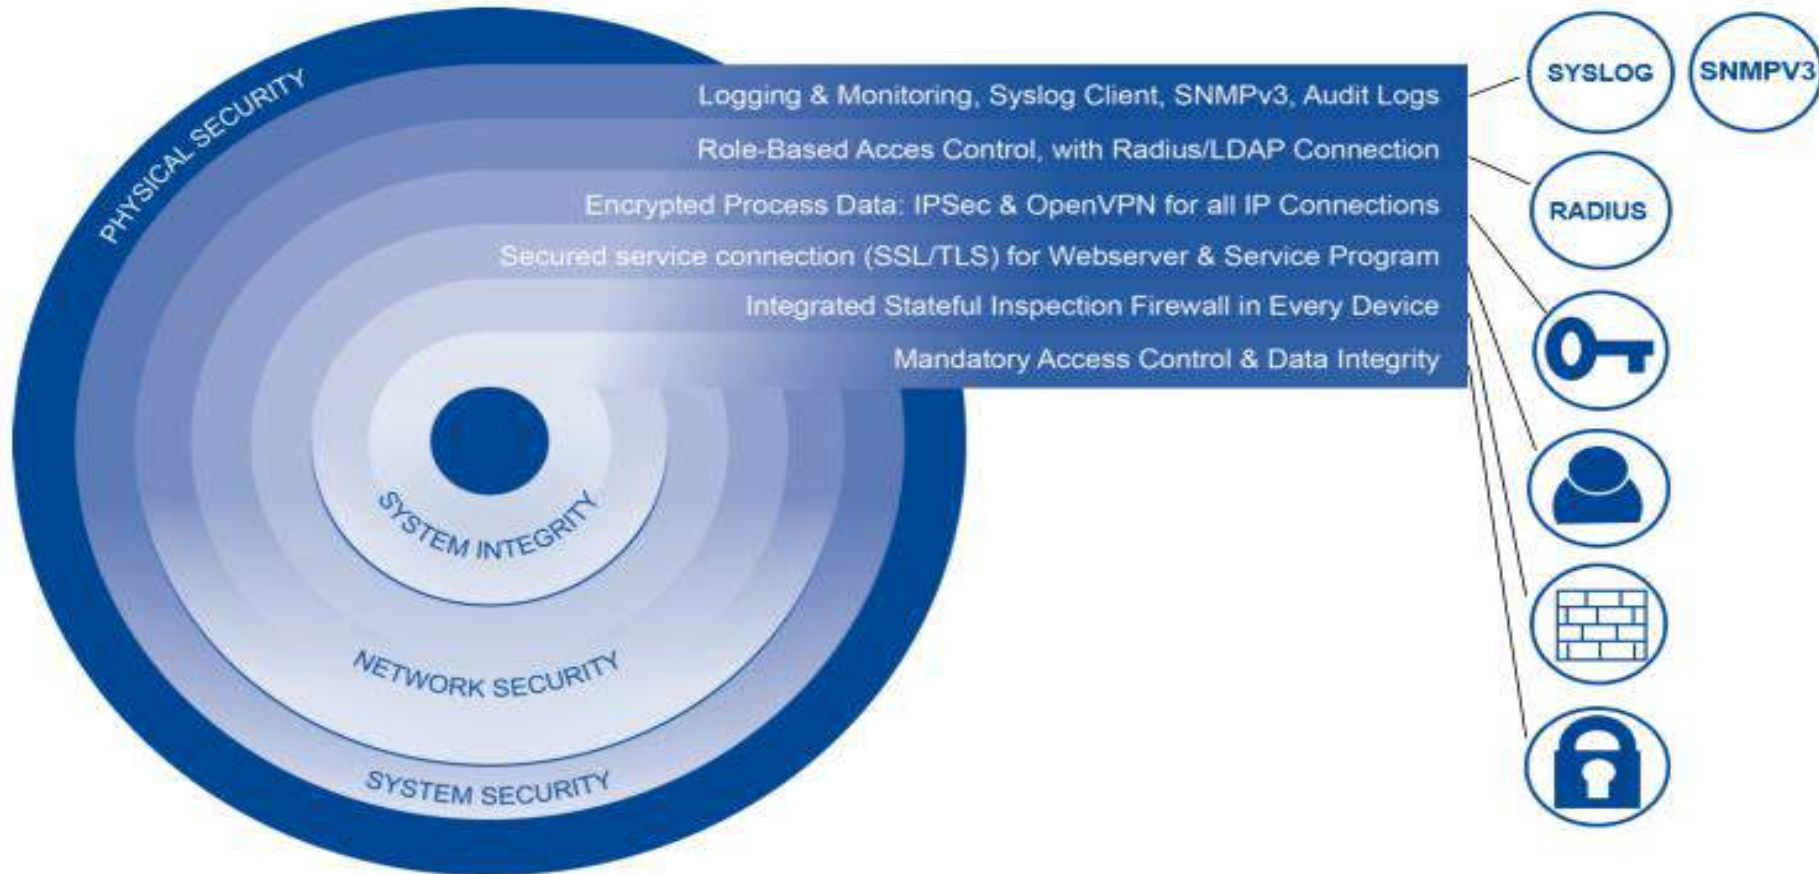 PHYSICAL SECURITY
Logging & Monitoring, Syslog Client, SNMPv3, Audit Logs
Role-Based Acces Control, with Radius/LDAP Connection
Encrypted Process Data: IPSec & OpenVPN for all IP Connections
Secured service connection (SSL/TLS) for Webserver & Service Program
Integrated Stateful Inspection Firewall in Every Device
Mandatory Access Control & Data Integrity
SYSTEM INTEGRITY
NETWORK SECURITY
SYSTEM SECURITY
SYSLOG
SNMPV3
RADIUS